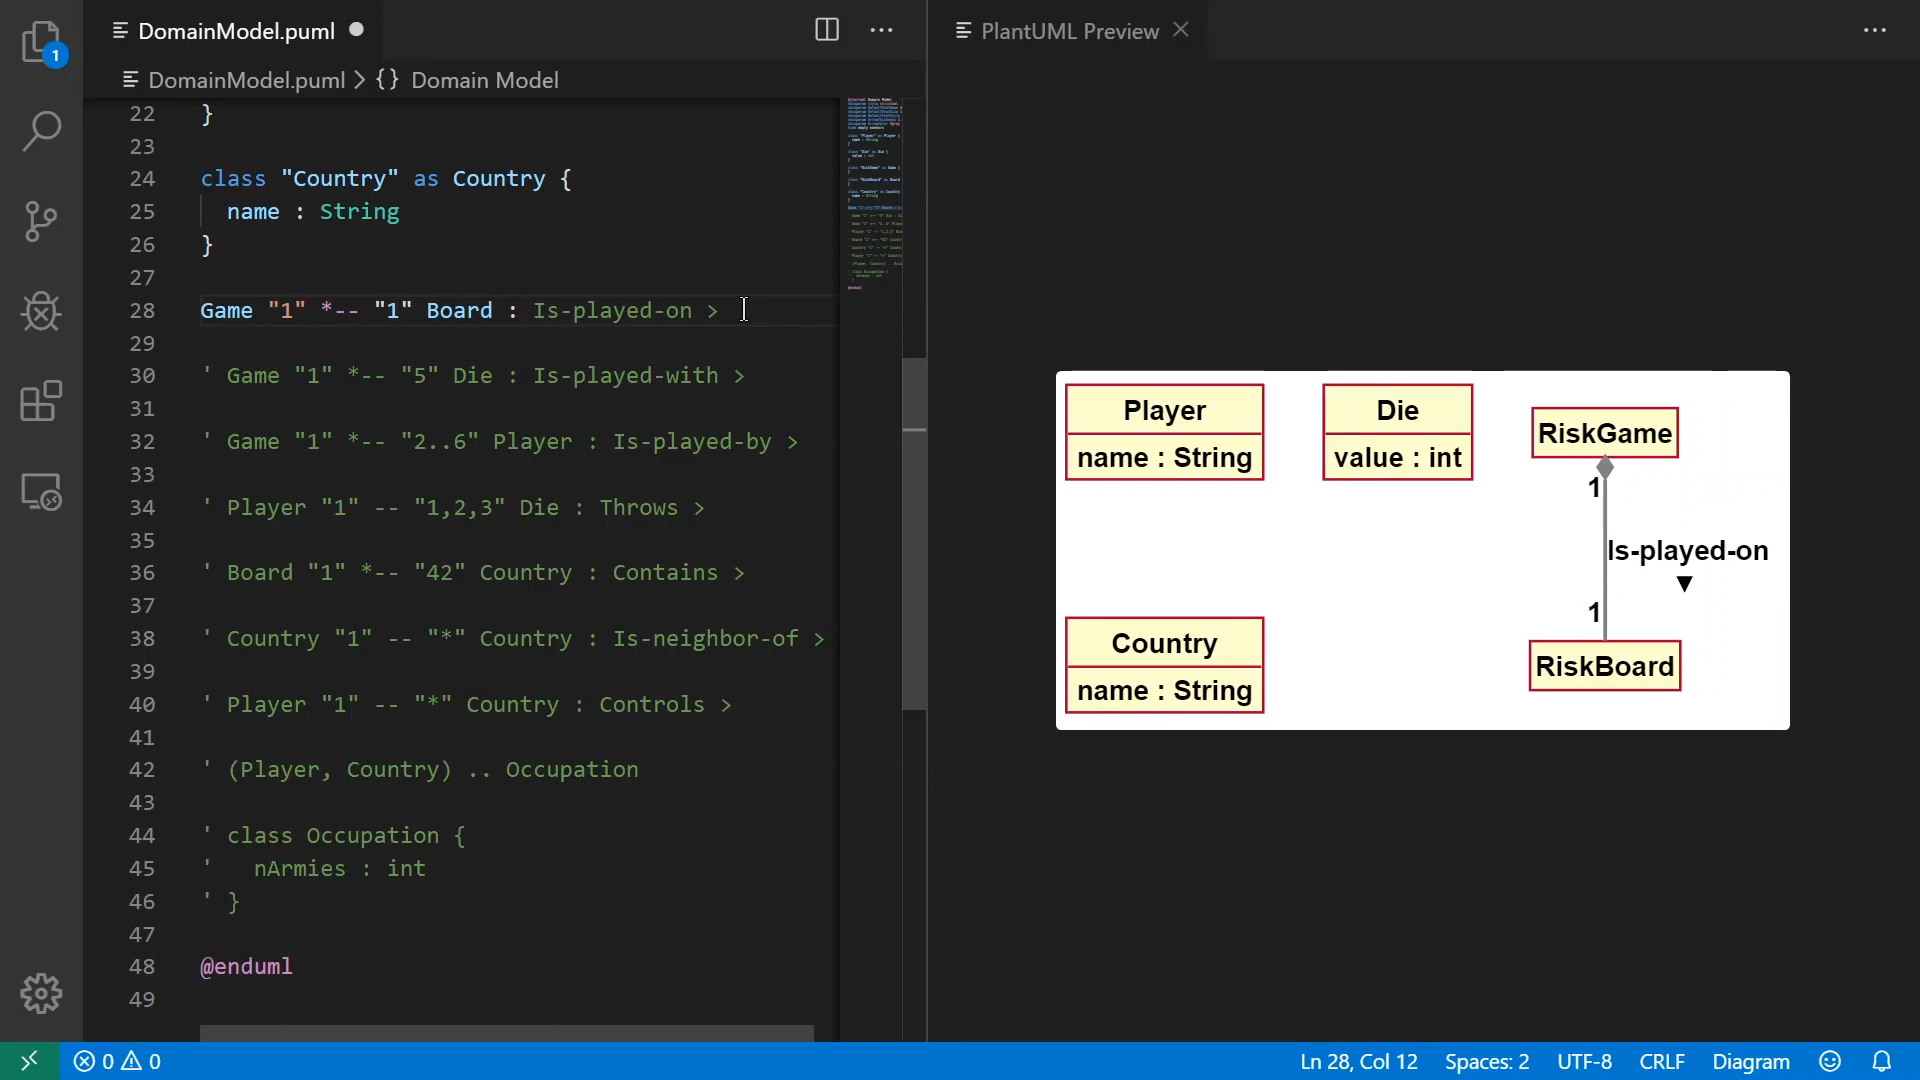 DomainModel.puml
PlantUML Preview
1
DomainModel.puml > {} Domain Model
22 }
23
24 class "Country" as Country {
25 name : String
26 }
27
28 Game "1" *-- "1" Board : Is-played-on >
29
30 ' Game "1" *-- "5" Die : Is-played-with >
31
32 ' Game "1" *-- "2..6" Player : Is-played-by >
33
34 ' Player "1" -- "1,2,3" Die : Throws >
35
36 ' Board "1" *-- "42" Country : Contains >
37
38 ' Country "1" -- "*" Country : Is-neighbor-of >
39
40 ' Player "1" -- "*" Country : Controls >
41
42 ' (Player, Country) .. Occupation
43
44 ' class Occupation {
45 ' nArmies : int
46 ' }
47
48 @enduml
49
Player
name : String
Die
value : int
RiskGame
1
Is-played-on
1
RiskBoard
Country
name : String
0 0
Ln 28, Col 12
Spaces: 2
UTF-8
CRLF
Diagram